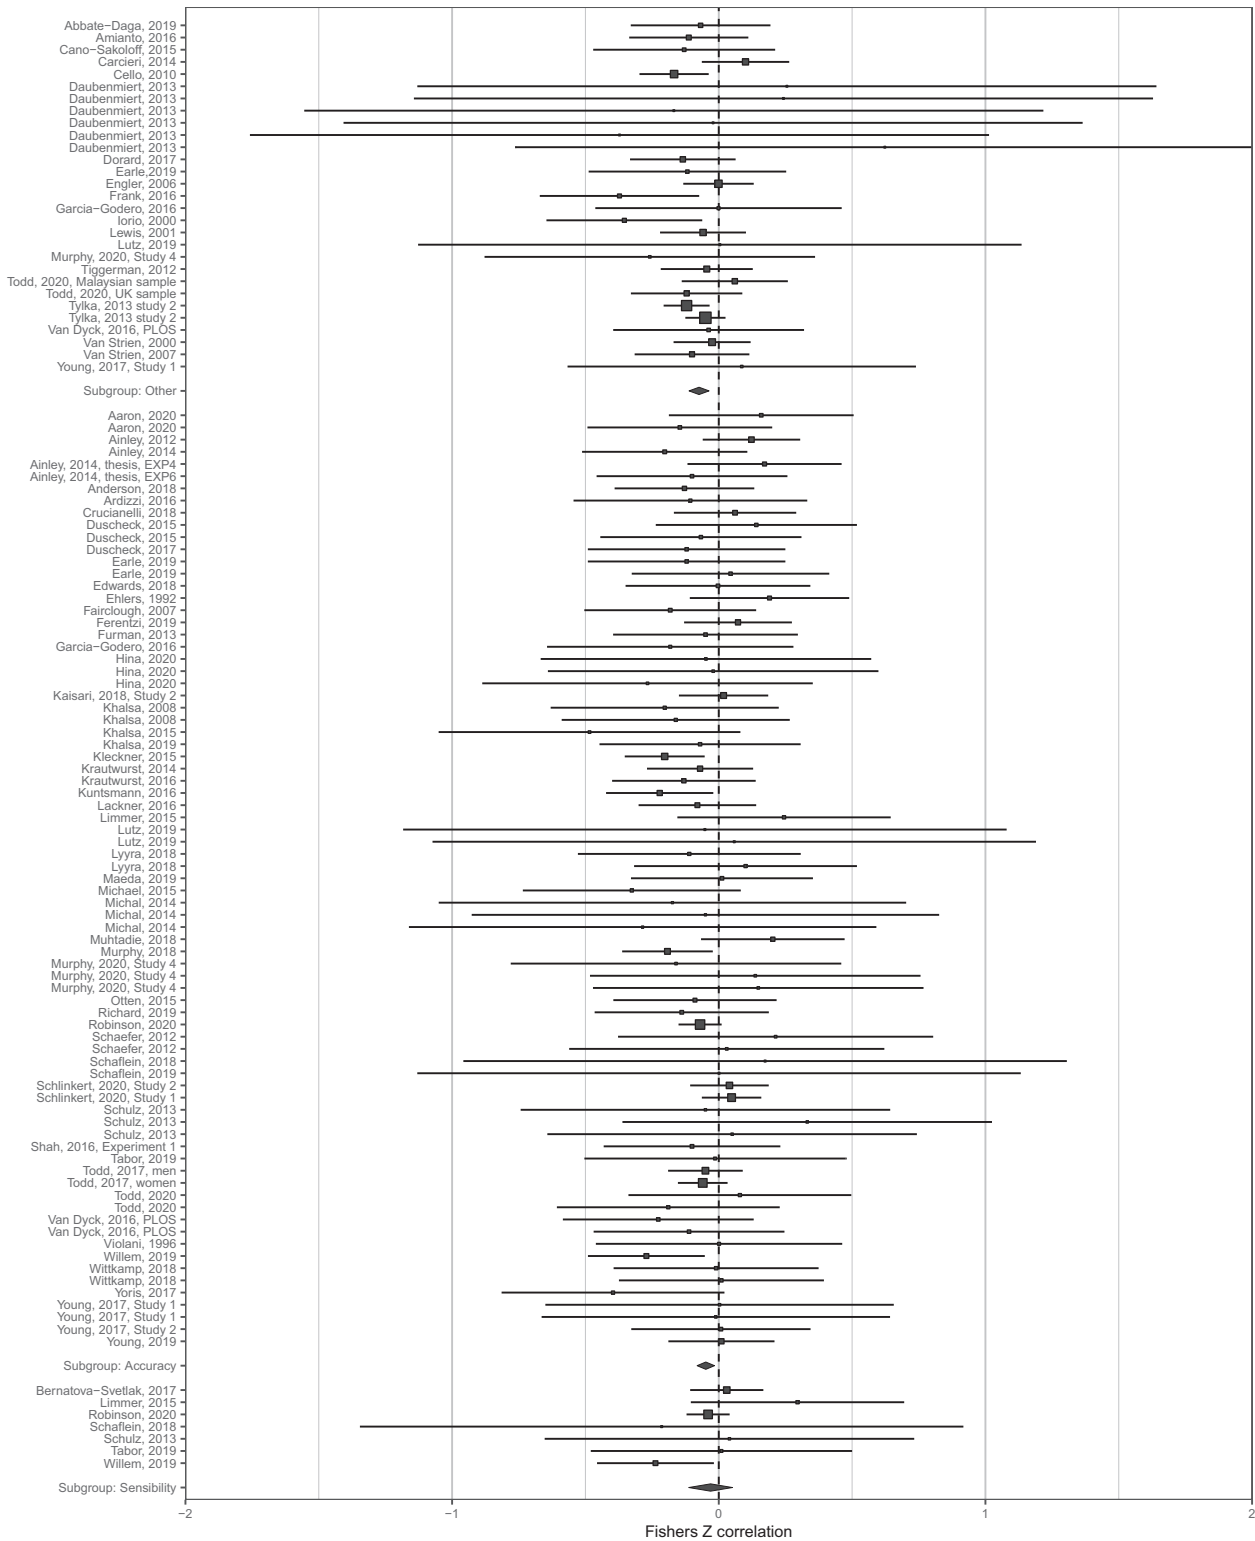 Abbate−Daga, 2019
Amianto, 2016
Cano−Sakoloff, 2015
Carcieri, 2014
Cello, 2010
Daubenmiert, 2013
Daubenmiert, 2013
Daubenmiert, 2013
Daubenmiert, 2013
Daubenmiert, 2013
Daubenmiert, 2013
Dorard, 2017
Earle,2019
Engler, 2006
Frank, 2016
Garcia−Godero, 2016
Iorio, 2000
Lewis, 2001
Lutz, 2019
Murphy, 2020, Study 4
Tiggerman, 2012
Todd, 2020, Malaysian sample
Todd, 2020, UK sample
Tylka, 2013 study 2
Tylka, 2013 study 2
Van Dyck, 2016, PLOS
Van Strien, 2000
Van Strien, 2007
Young, 2017, Study 1
Subgroup: Other
Aaron, 2020
Aaron, 2020
Ainley, 2012
Ainley, 2014
Ainley, 2014, thesis, EXP4
Ainley, 2014, thesis, EXP6
Anderson, 2018
Ardizzi, 2016
Crucianelli, 2018
Duscheck, 2015
Duscheck, 2015
Duscheck, 2017
Earle, 2019
Earle, 2019
Edwards, 2018
Ehlers, 1992
Fairclough, 2007
Ferentzi, 2019
Furman, 2013
Garcia−Godero, 2016
Hina, 2020
Hina, 2020
Hina, 2020
Kaisari, 2018, Study 2
Khalsa, 2008
Khalsa, 2008
Khalsa, 2015
Khalsa, 2019
Kleckner, 2015
Krautwurst, 2014
Krautwurst, 2016
Kuntsmann, 2016
Lackner, 2016
Limmer, 2015
Lutz, 2019
Lutz, 2019
Lyyra, 2018
Lyyra, 2018
Maeda, 2019
Michael, 2015
Michal, 2014
Michal, 2014
Michal, 2014
Muhtadie, 2018
Murphy, 2018
Murphy, 2020, Study 4
Murphy, 2020, Study 4
Murphy, 2020, Study 4
Otten, 2015
Richard, 2019
Robinson, 2020
Schaefer, 2012
Schaefer, 2012
Schaflein, 2018
Schaflein, 2019
Schlinkert, 2020, Study 2
Schlinkert, 2020, Study 1
Schulz, 2013
Schulz, 2013
Schulz, 2013
Shah, 2016, Experiment 1
Tabor, 2019
Todd, 2017, men
Todd, 2017, women
Todd, 2020
Todd, 2020
Van Dyck, 2016, PLOS
Van Dyck, 2016, PLOS
Violani, 1996
Willem, 2019
Wittkamp, 2018
Wittkamp, 2018
Yoris, 2017
Young, 2017, Study 1
Young, 2017, Study 1
Young, 2017, Study 2
Young, 2019
Subgroup: Accuracy
Bernatova−Svetlak, 2017
Limmer, 2015
Robinson, 2020
Schaflein, 2018
Schulz, 2013
Tabor, 2019
Willem, 2019
Subgroup: Sensibility
−2 −1 0 1 2
Fishers Z correlation